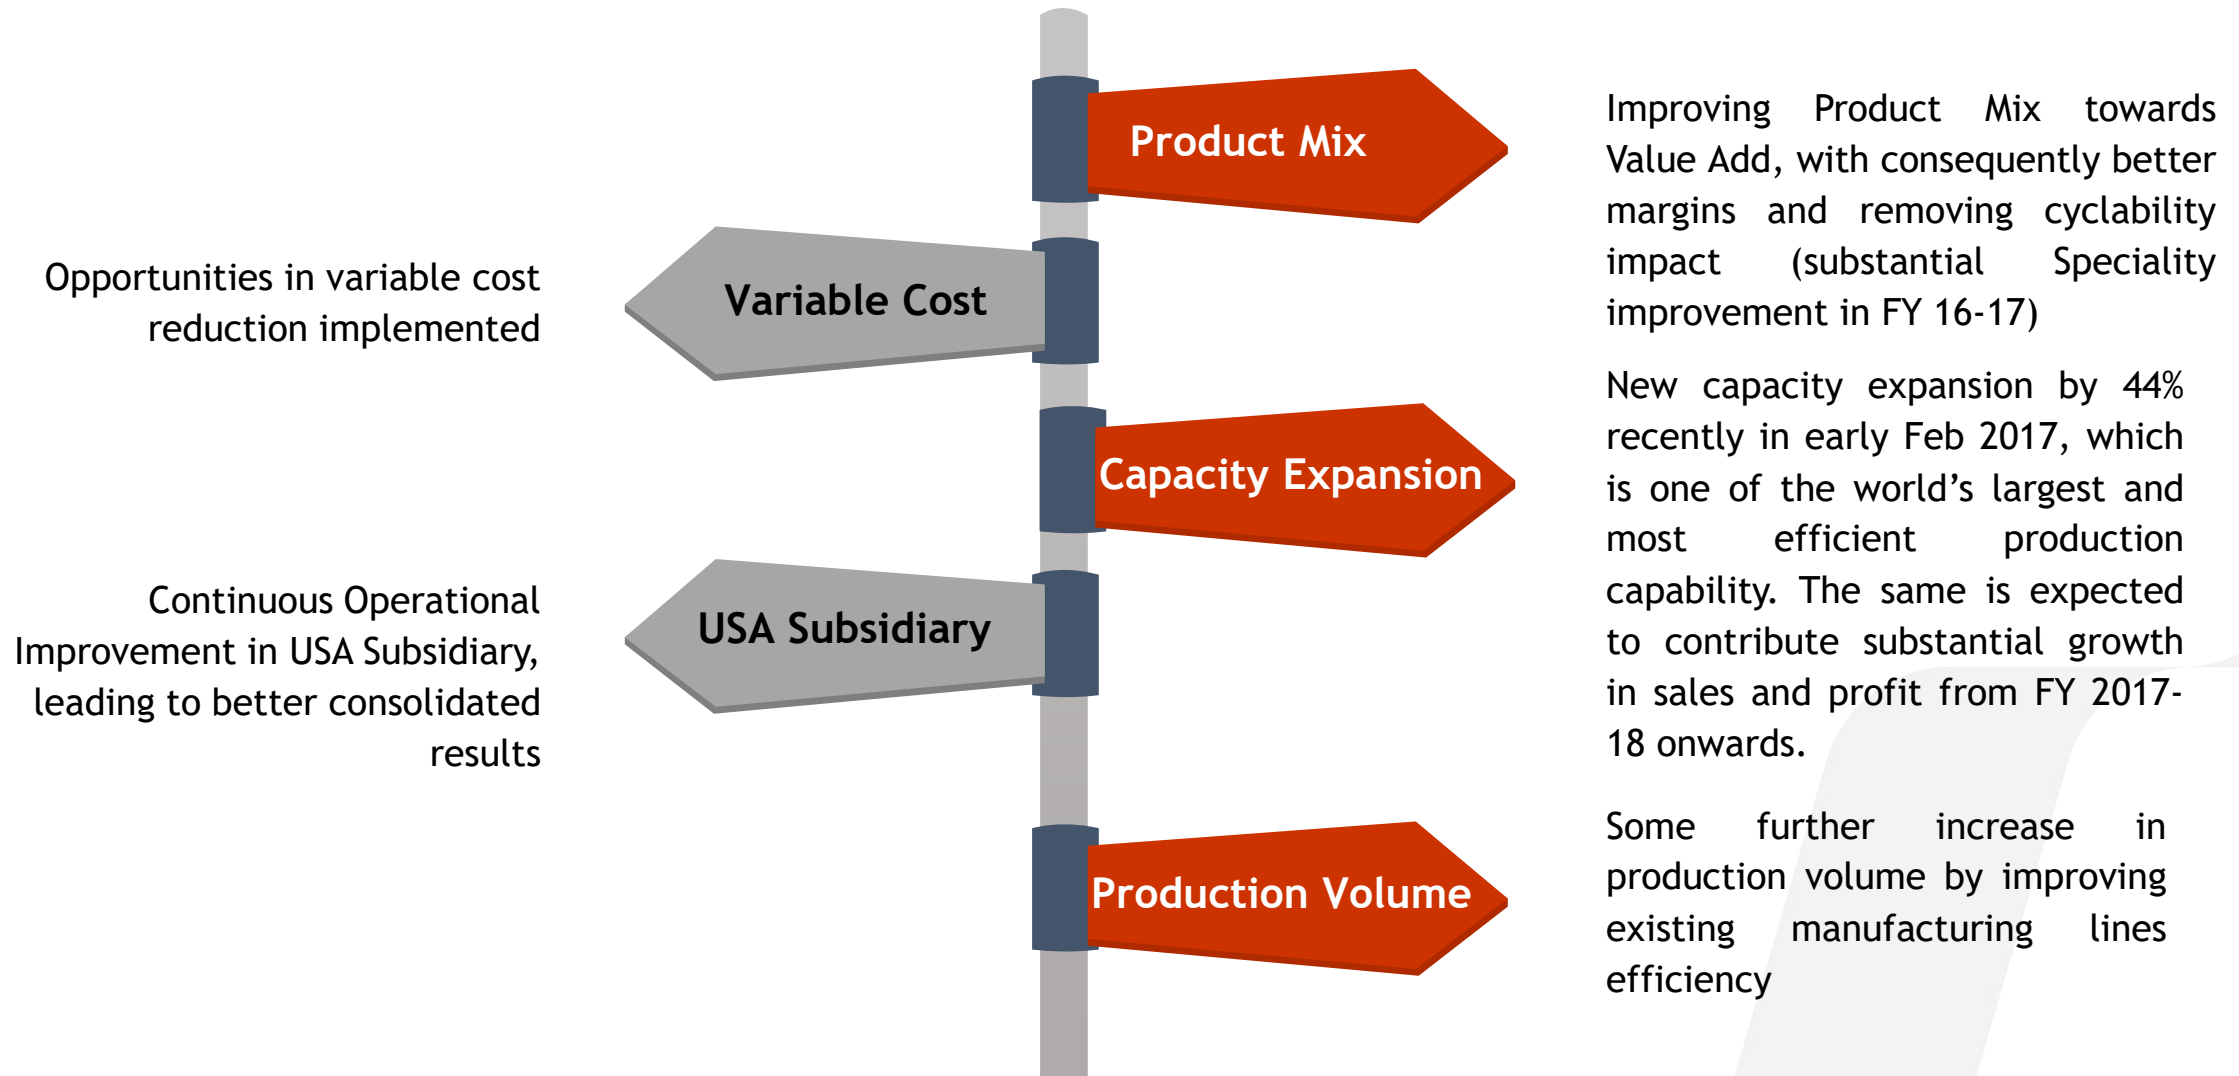 Product Mix
Improving Product Mix towards
Value Add, with consequently better
margins and removing cyclability
impact (substantial Speciality
improvement in FY 16-17)
Variable Cost
Opportunities in variable cost
reduction implemented
Capacity Expansion
New capacity expansion by 44%
recently in early Feb 2017, which
is one of the world’s largest and
most efficient production
capability. The same is expected
to contribute substantial growth
in sales and profit from FY 2017-
18 onwards.
USA Subsidiary
Continuous Operational
Improvement in USA Subsidiary,
leading to better consolidated
results
Production Volume
Some further increase in
production volume by improving
existing manufacturing lines
efficiency